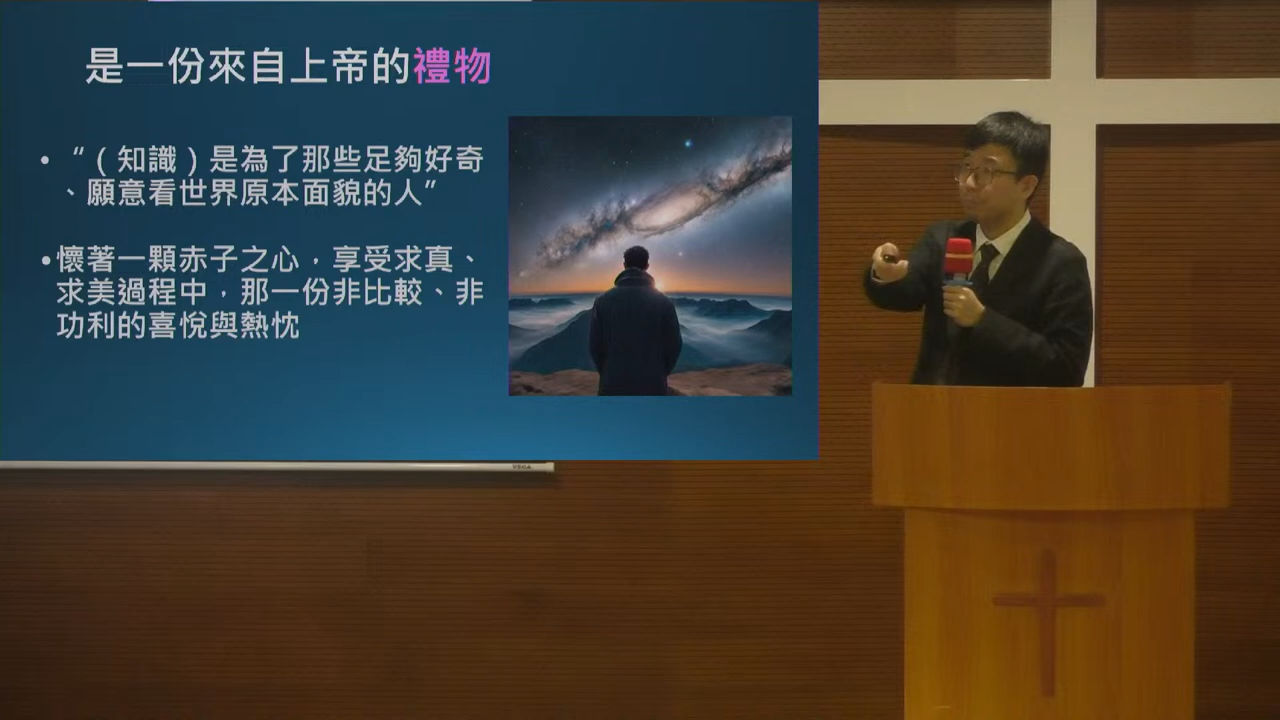 是一份來自上帝的禮物
• “（知識）是為了那些足夠好奇
、願意看世界原本面貌的人”
• 懷著一顆赤子之心，享受求真、
求美過程中，那一份非比較、非
功利的喜悅與熱忱